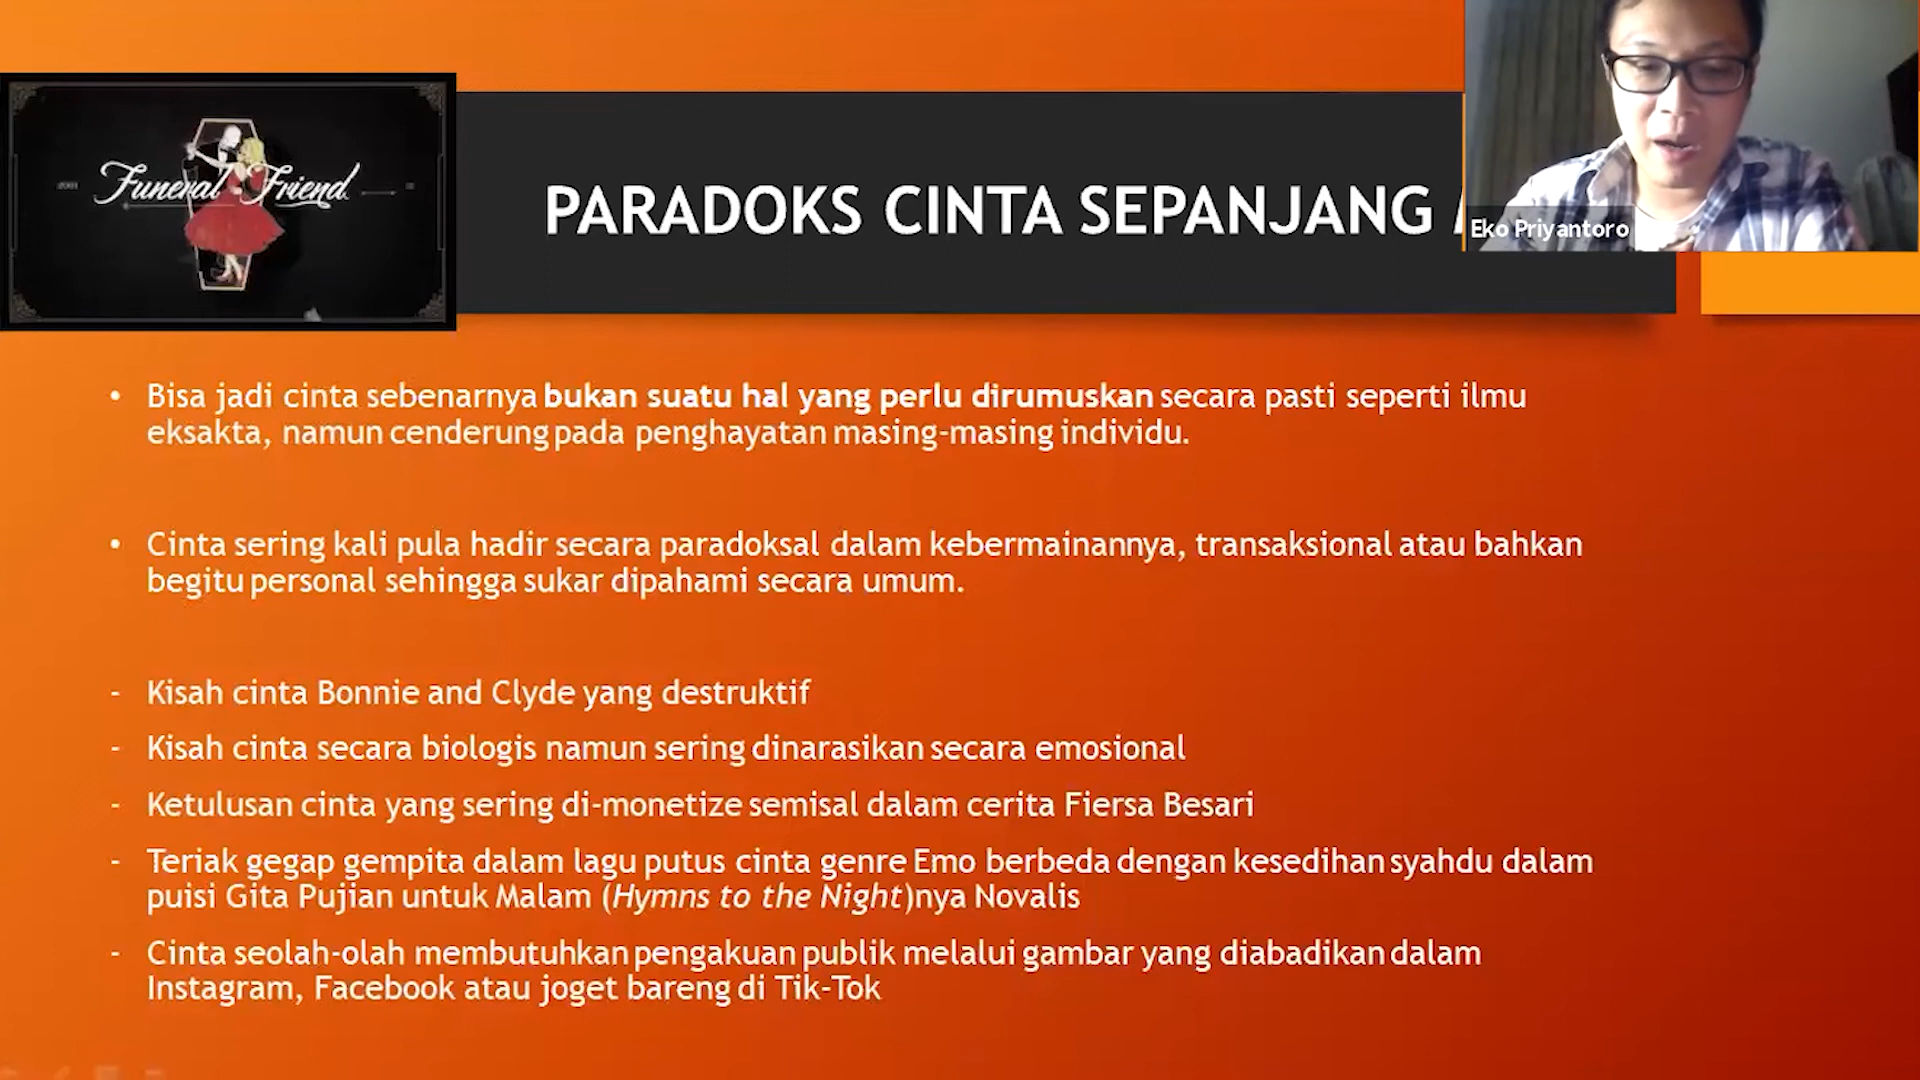 Funeral Friend
PARADOKS CINTA SEPANJANG
Eko Priyantoro
• Bisa jadi cinta sebenarnya bukan suatu hal yang perlu dirumuskan secara pasti seperti ilmu
eksakta, namun cenderung pada penghayatan masing-masing individu.
• Cinta sering kali pula hadir secara paradoksal dalam kebermainannya, transaksional atau bahkan
begitu personal sehingga sukar dipahami secara umum.
- Kisah cinta Bonnie and Clyde yang destruktif
- Kisah cinta secara biologis namun sering dinarasikan secara emosional
- Ketulusan cinta yang sering di-monetize semisal dalam cerita Fiersa Besari
- Teriak gegap gempita dalam lagu putus cinta genre Emo berbeda dengan kesedihan syahdu dalam
puisi Gita Pujian untuk Malam (Hymns to the Night)nya Novalis
- Cinta seolah-olah membutuhkan pengakuan publik melalui gambar yang diabadikan dalam
Instagram, Facebook atau joget bareng di Tik-Tok